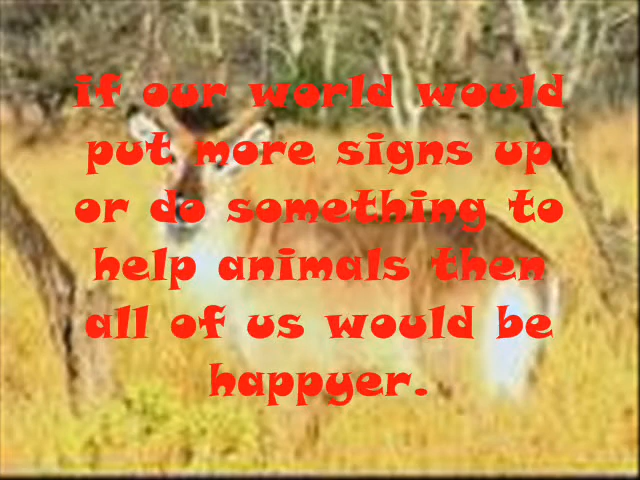 if our world would
put more signs up
or do something to
help animals then
all of us would be
happyer.